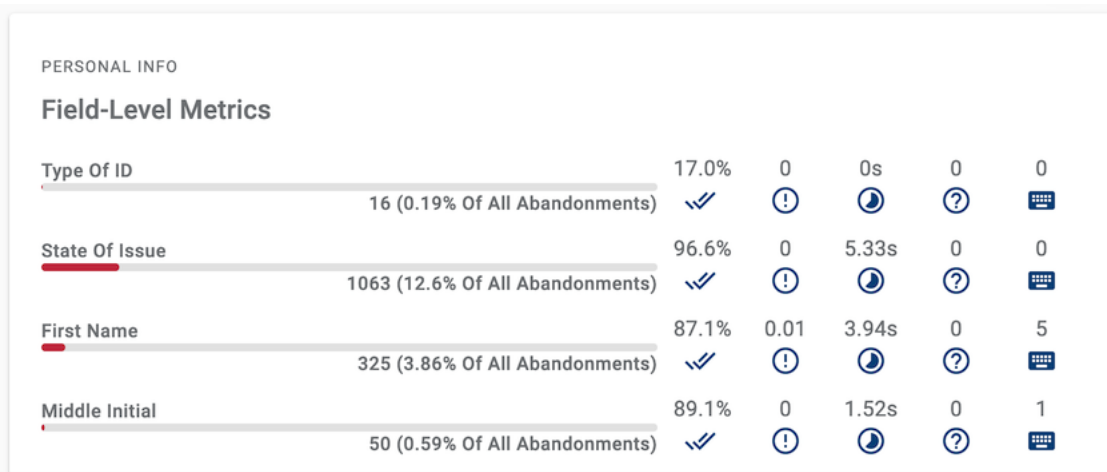 PERSONAL INFO
Field-Level Metrics
Type Of ID 17.0% 0 0s 0 0
16 (0.19% Of All Abandonments)
State Of Issue 96.6% 0 5.33s 0 0
1063 (12.6% Of All Abandonments)
First Name 87.1% 0.01 3.94s 0 5
325 (3.86% Of All Abandonments)
Middle Initial 89.1% 0 1.52s 0 1
50 (0.59% Of All Abandonments)